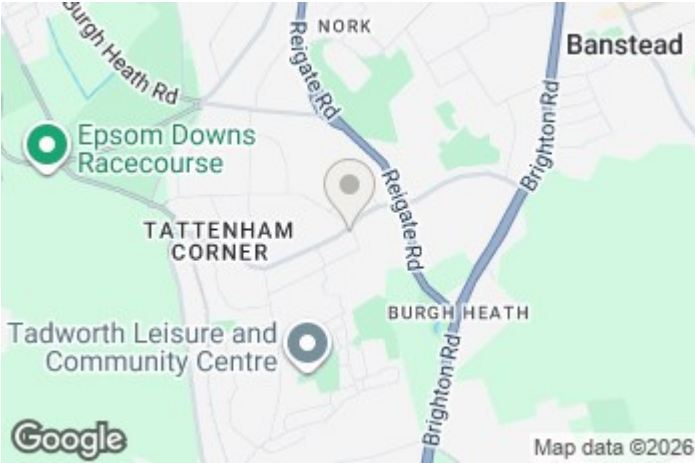 Burgh Heath Rd
NORK
Reigate Rd
Banstead
Epsom Downs
Racecourse
Brighton Rd
Reigate Rd
TATTENHAM
CORNER
BURGH HEATH
Tadworth Leisure and
Community Centre
Brighton Rd
Google
Map data ©2026